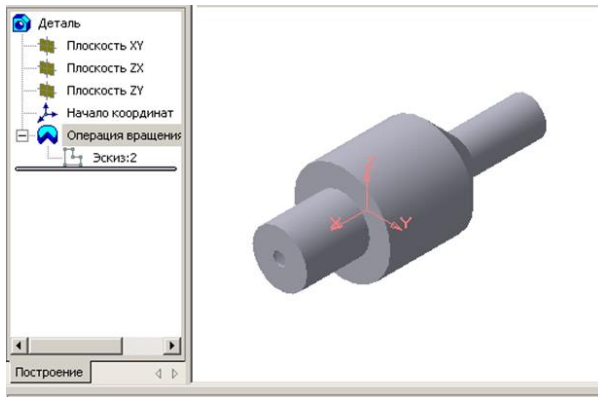 Деталь
Плоскость XY
Плоскость ZX
Плоскость ZY
Начало координат
Операция вращения
Эскиз:2
Построение
Z
X
Y